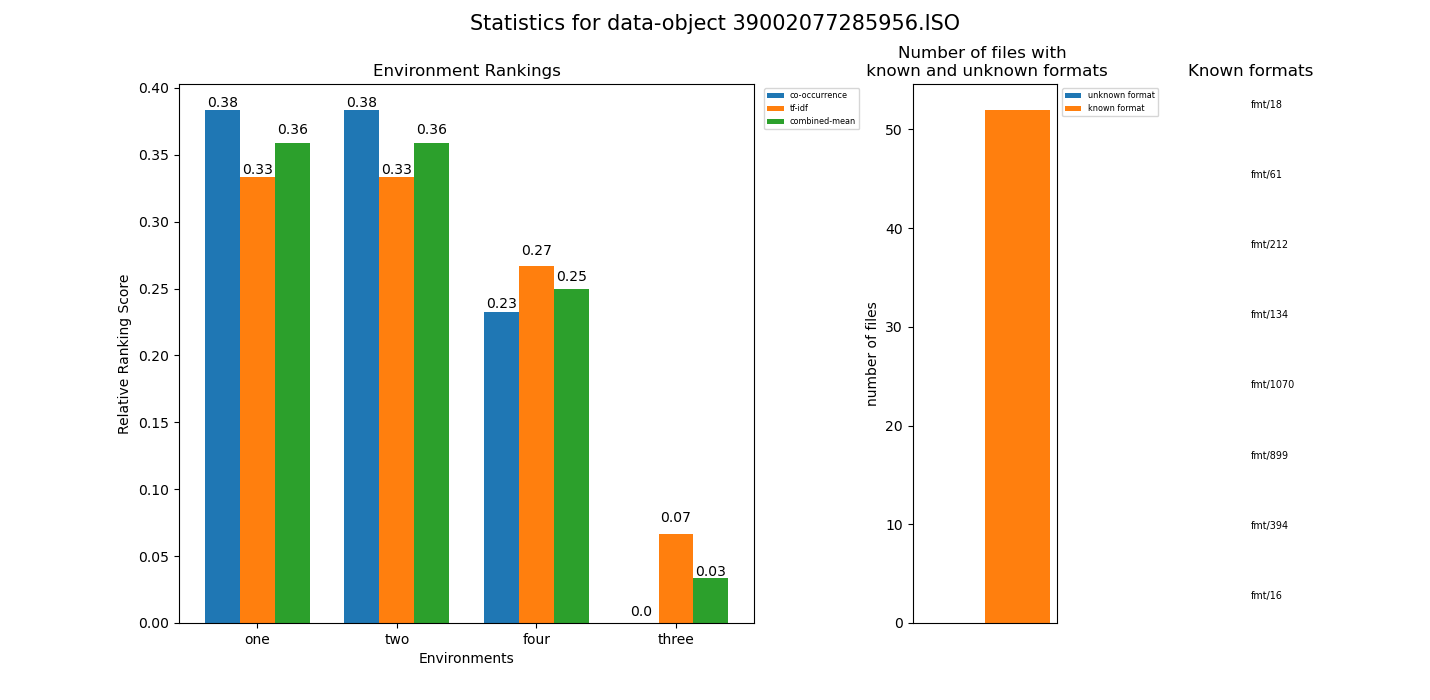 Statistics for data-object 39002077285956.ISO
Environment Rankings
Relative Ranking Score
0.40
0.35
0.30
0.25
0.20
0.15
0.10
0.05
0.00
0.38
0.33
0.36
0.38
0.33
0.36
0.23
0.27
0.25
0.0
0.07
0.03
one two four three
Environments
co-occurrence
tf-idf
combined-mean
Number of files with
known and unknown formats
number of files
50
40
30
20
10
0
unknown format
known format
Known formats
fmt/18
fmt/61
fmt/212
fmt/134
fmt/1070
fmt/899
fmt/394
fmt/16